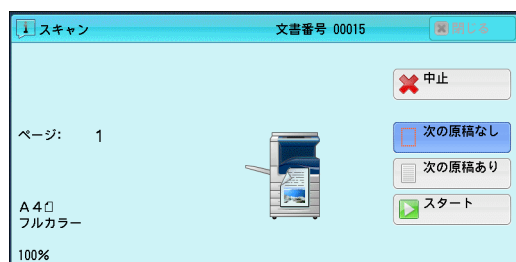 スキャン
文書番号 00015
閉じる
中止
ページ: 1
次の原稿なし
次の原稿あり
スタート
A4
フルカラー
100%